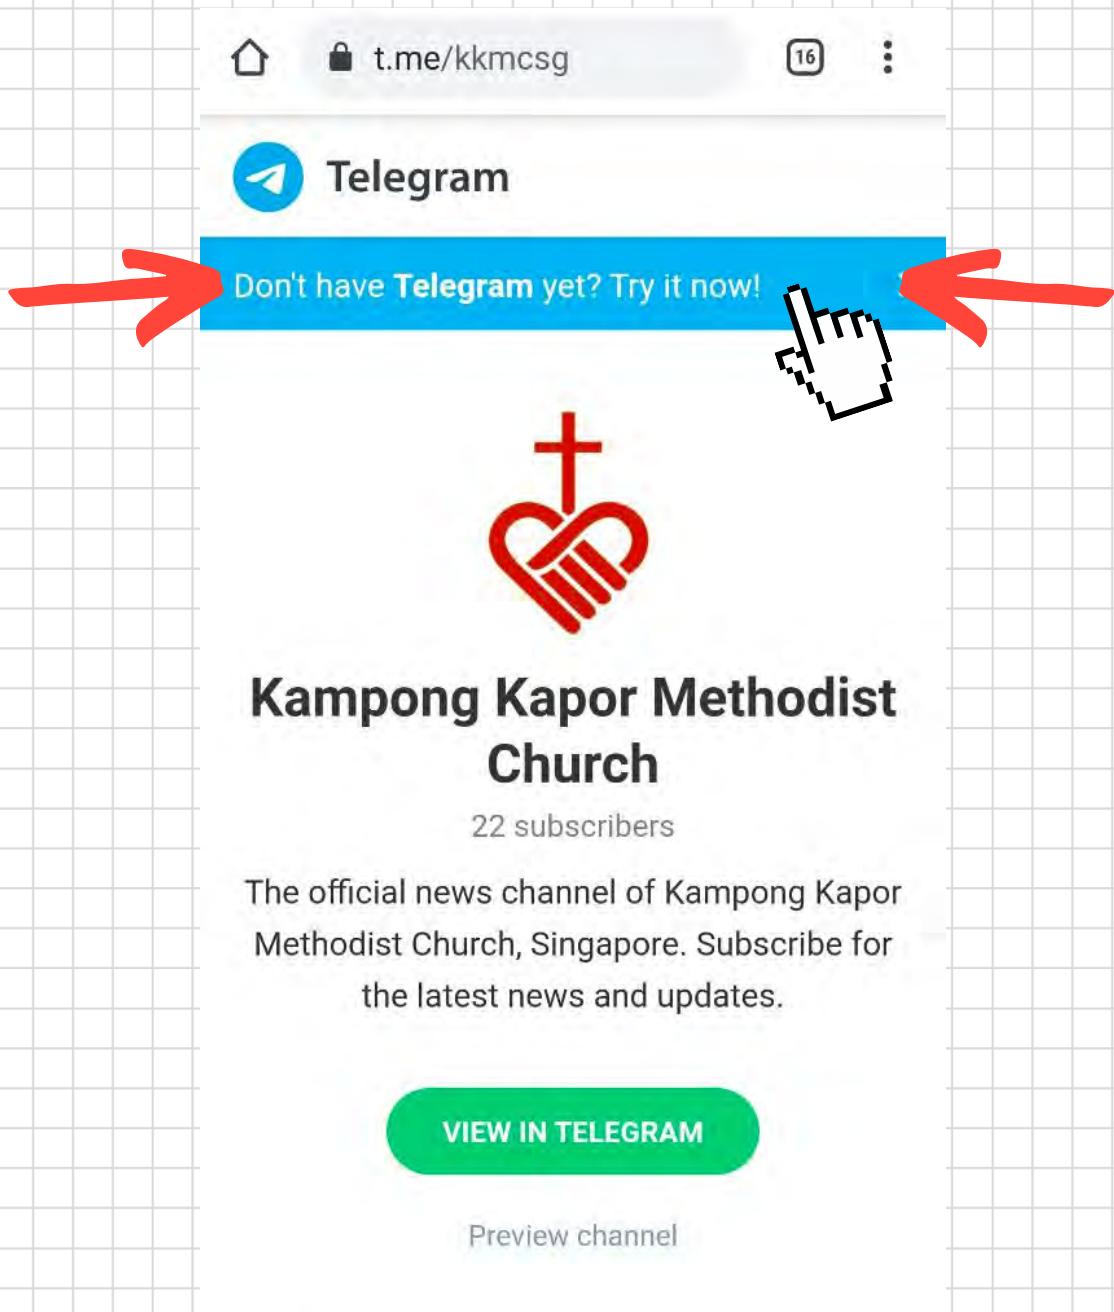 t.me/kkmcsg
16
Telegram
Don't have Telegram yet? Try it now!
Kampong Kapor Methodist
Church
22 subscribers
The official news channel of Kampong Kapor
Methodist Church, Singapore. Subscribe for
the latest news and updates.
VIEW IN TELEGRAM
Preview channel